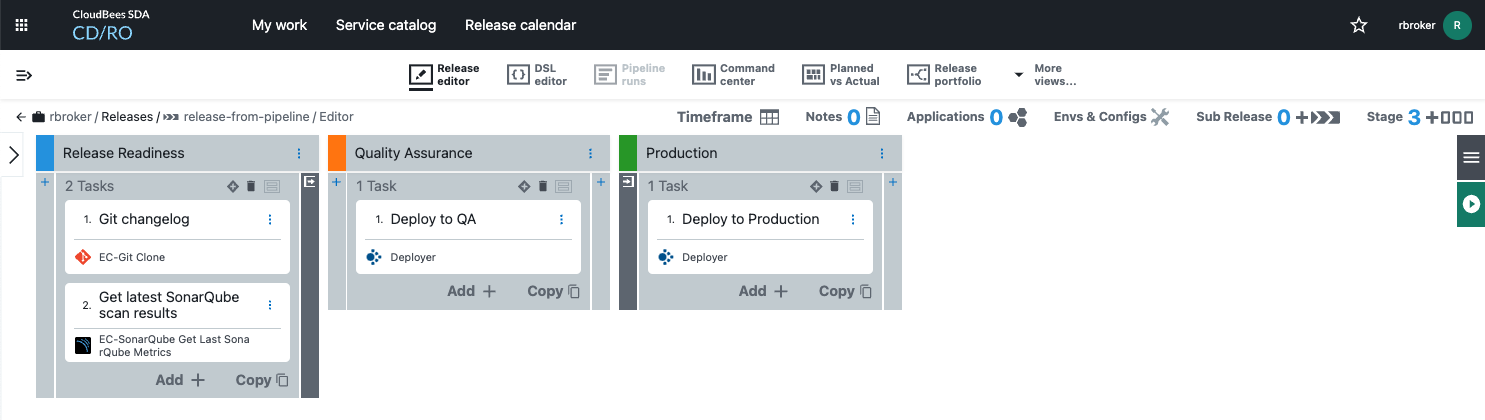 CloudBees SDA
CD/RO
My work
Service catalog
Release calendar
rbroker
R
Release
editor
DSL
editor
Pipeline
runs
Command
center
Planned
vs Actual
Release
portfolio
More
views...
rbroker / Releases / release-from-pipeline / Editor
Timeframe
Notes 0
Applications 0
Envs & Configs
Sub Release 0
Stage 3
Release Readiness
2 Tasks
1. Git changelog
EC-Git Clone
2. Get latest SonarQube
scan results
EC-SonarQube Get Last Sona
rQube Metrics
Add
Copy
Quality Assurance
1 Task
1. Deploy to QA
Deployer
Add
Copy
Production
1 Task
1. Deploy to Production
Deployer
Add
Copy